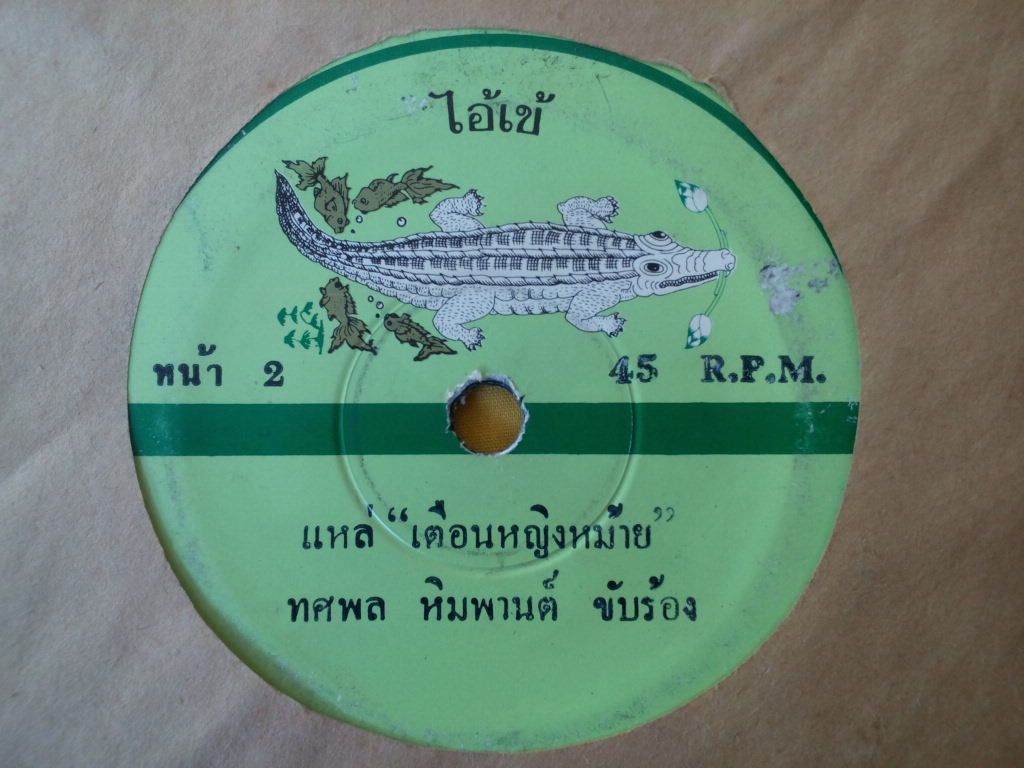 ไอ้เข้
หน้า 2 45 R.P.M.
แหล่ “เตือนหญิงหม้าย”
ทศพล หิมพานต์ ขับร้อง